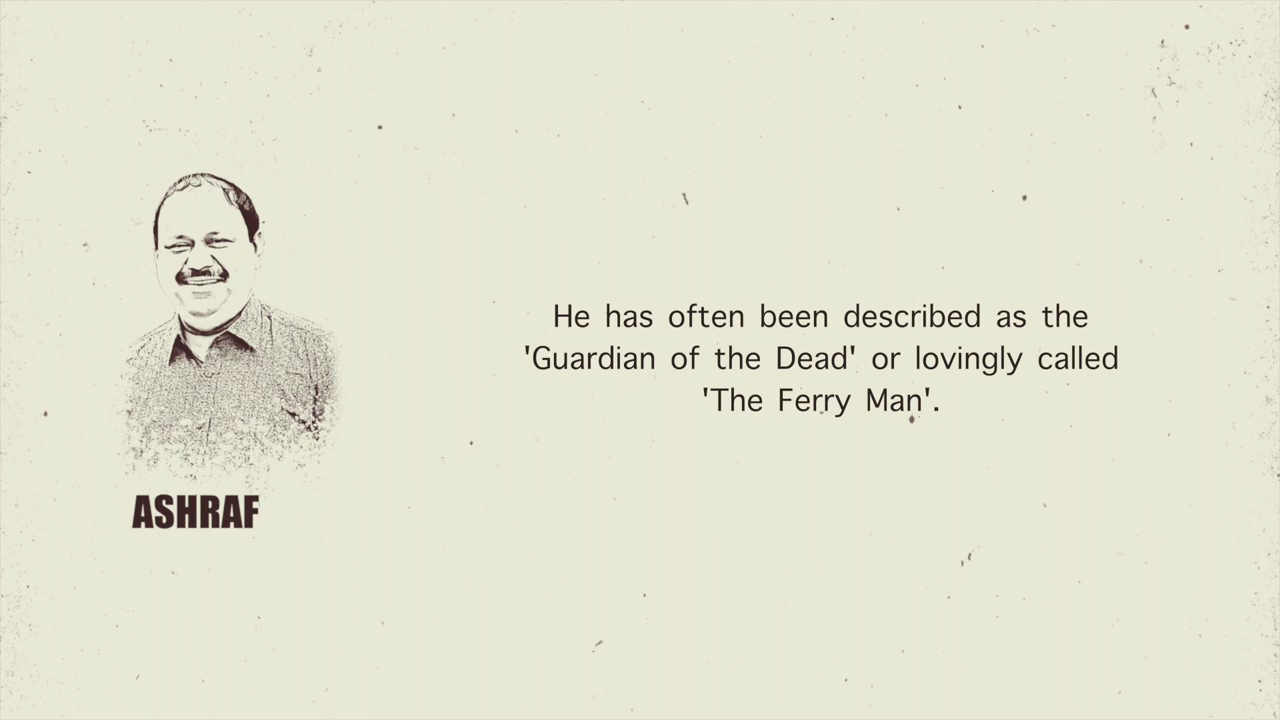 He has often been described as the
'Guardian of the Dead' or lovingly called
'The Ferry Man'.
ASHRAF